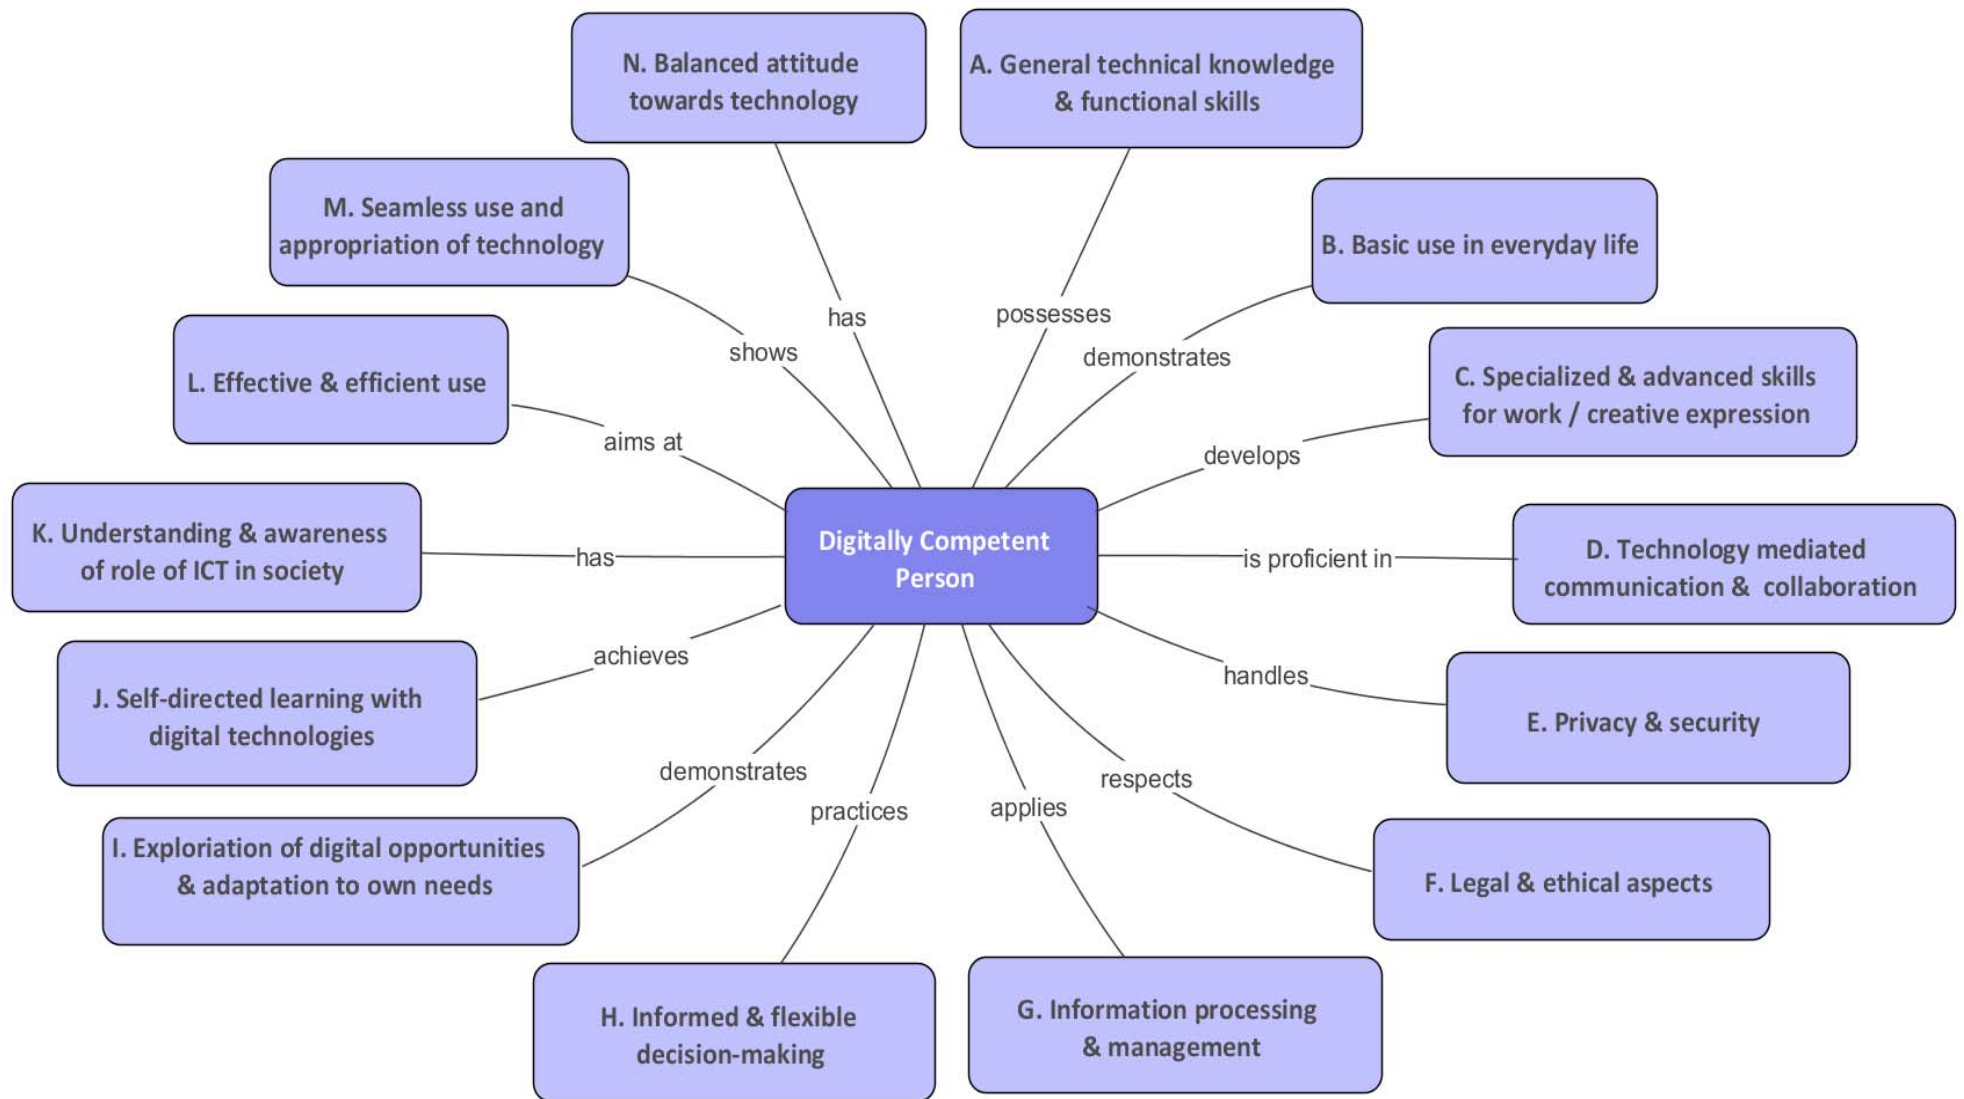 N. Balanced attitude
towards technology
A. General technical knowledge
& functional skills
M. Seamless use and
appropriation of technology
B. Basic use in everyday life
has
possesses
shows
demonstrates
L. Effective & efficient use
C. Specialized & advanced skills
for work / creative expression
aims at
develops
K. Understanding & awareness
of role of ICT in society
has
Digitally Competent
Person
is proficient in
D. Technology mediated
communication &  collaboration
achieves
handles
J. Self-directed learning with
digital technologies
E. Privacy & security
demonstrates
practices
applies
respects
I. Exploriation of digital opportunities
& adaptation to own needs
F. Legal & ethical aspects
H. Informed & flexible
decision-making
G. Information processing
& management